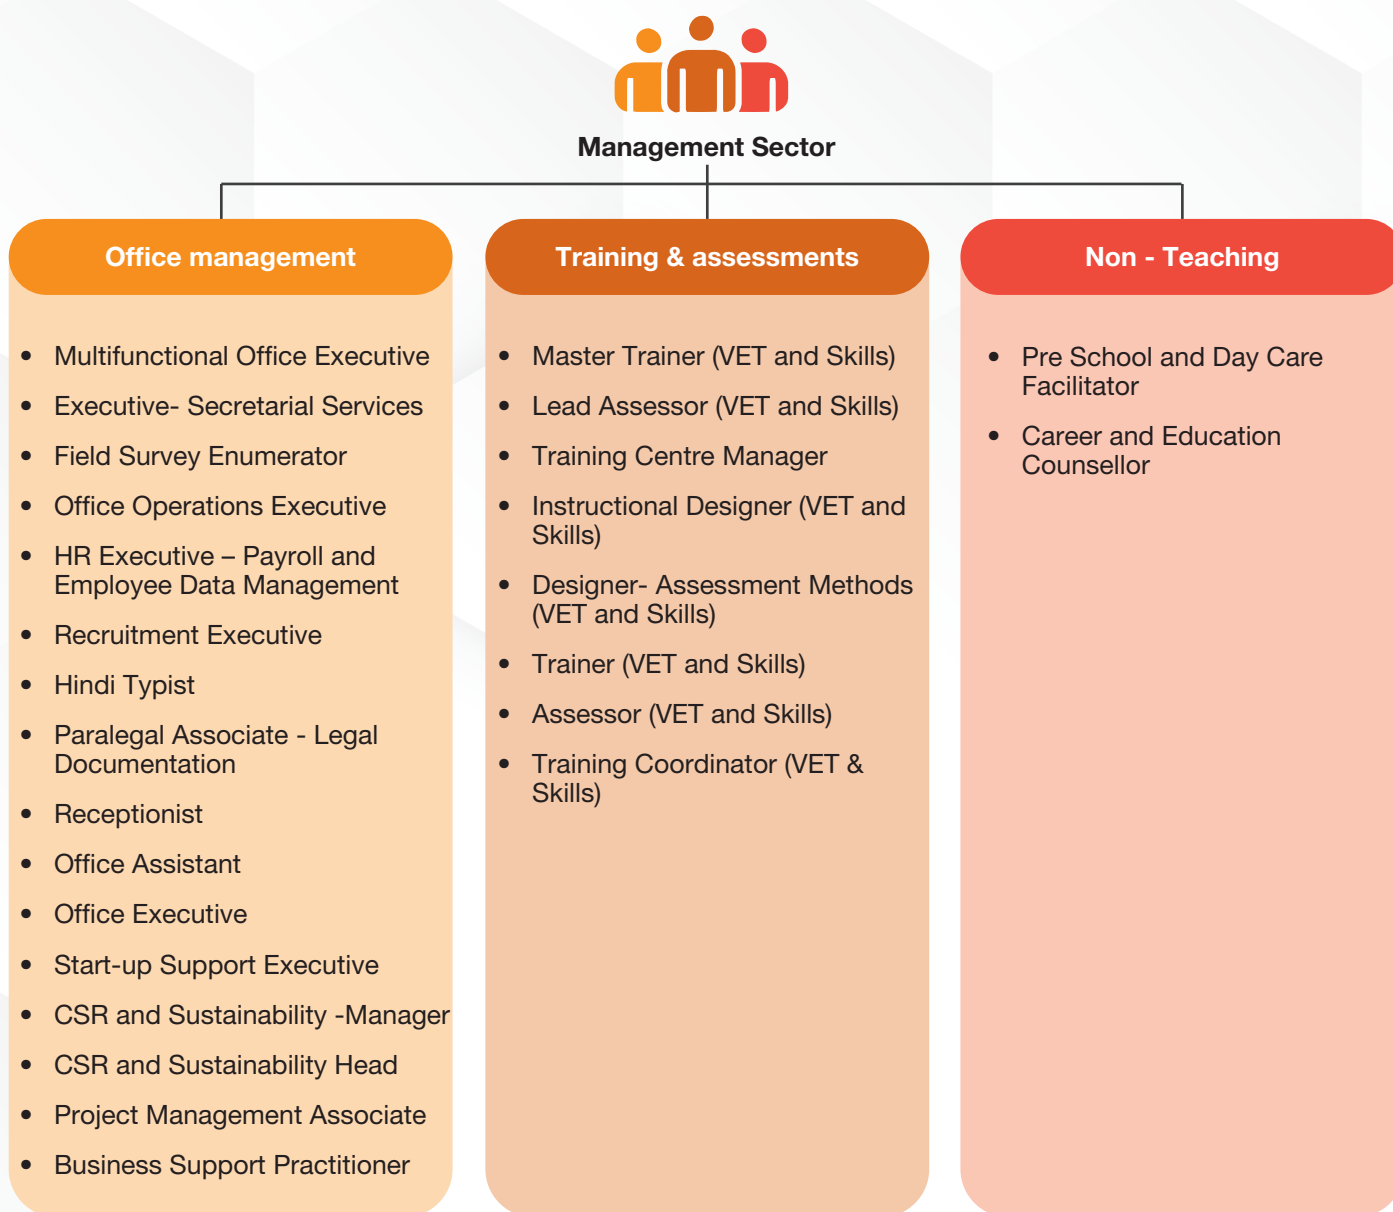 Management Sector
Office management
• Multifunctional Office Executive
• Executive- Secretarial Services
• Field Survey Enumerator
• Office Operations Executive
• HR Executive – Payroll and
Employee Data Management
• Recruitment Executive
• Hindi Typist
• Paralegal Associate - Legal
Documentation
• Receptionist
• Office Assistant
• Office Executive
• Start-up Support Executive
• CSR and Sustainability -Manager
• CSR and Sustainability Head
• Project Management Associate
• Business Support Practitioner
Training & assessments
• Master Trainer (VET and Skills)
• Lead Assessor (VET and Skills)
• Training Centre Manager
• Instructional Designer (VET and
Skills)
• Designer- Assessment Methods
(VET and Skills)
• Trainer (VET and Skills)
• Assessor (VET and Skills)
• Training Coordinator (VET &
Skills)
Non - Teaching
• Pre School and Day Care
Facilitator
• Career and Education
Counsellor